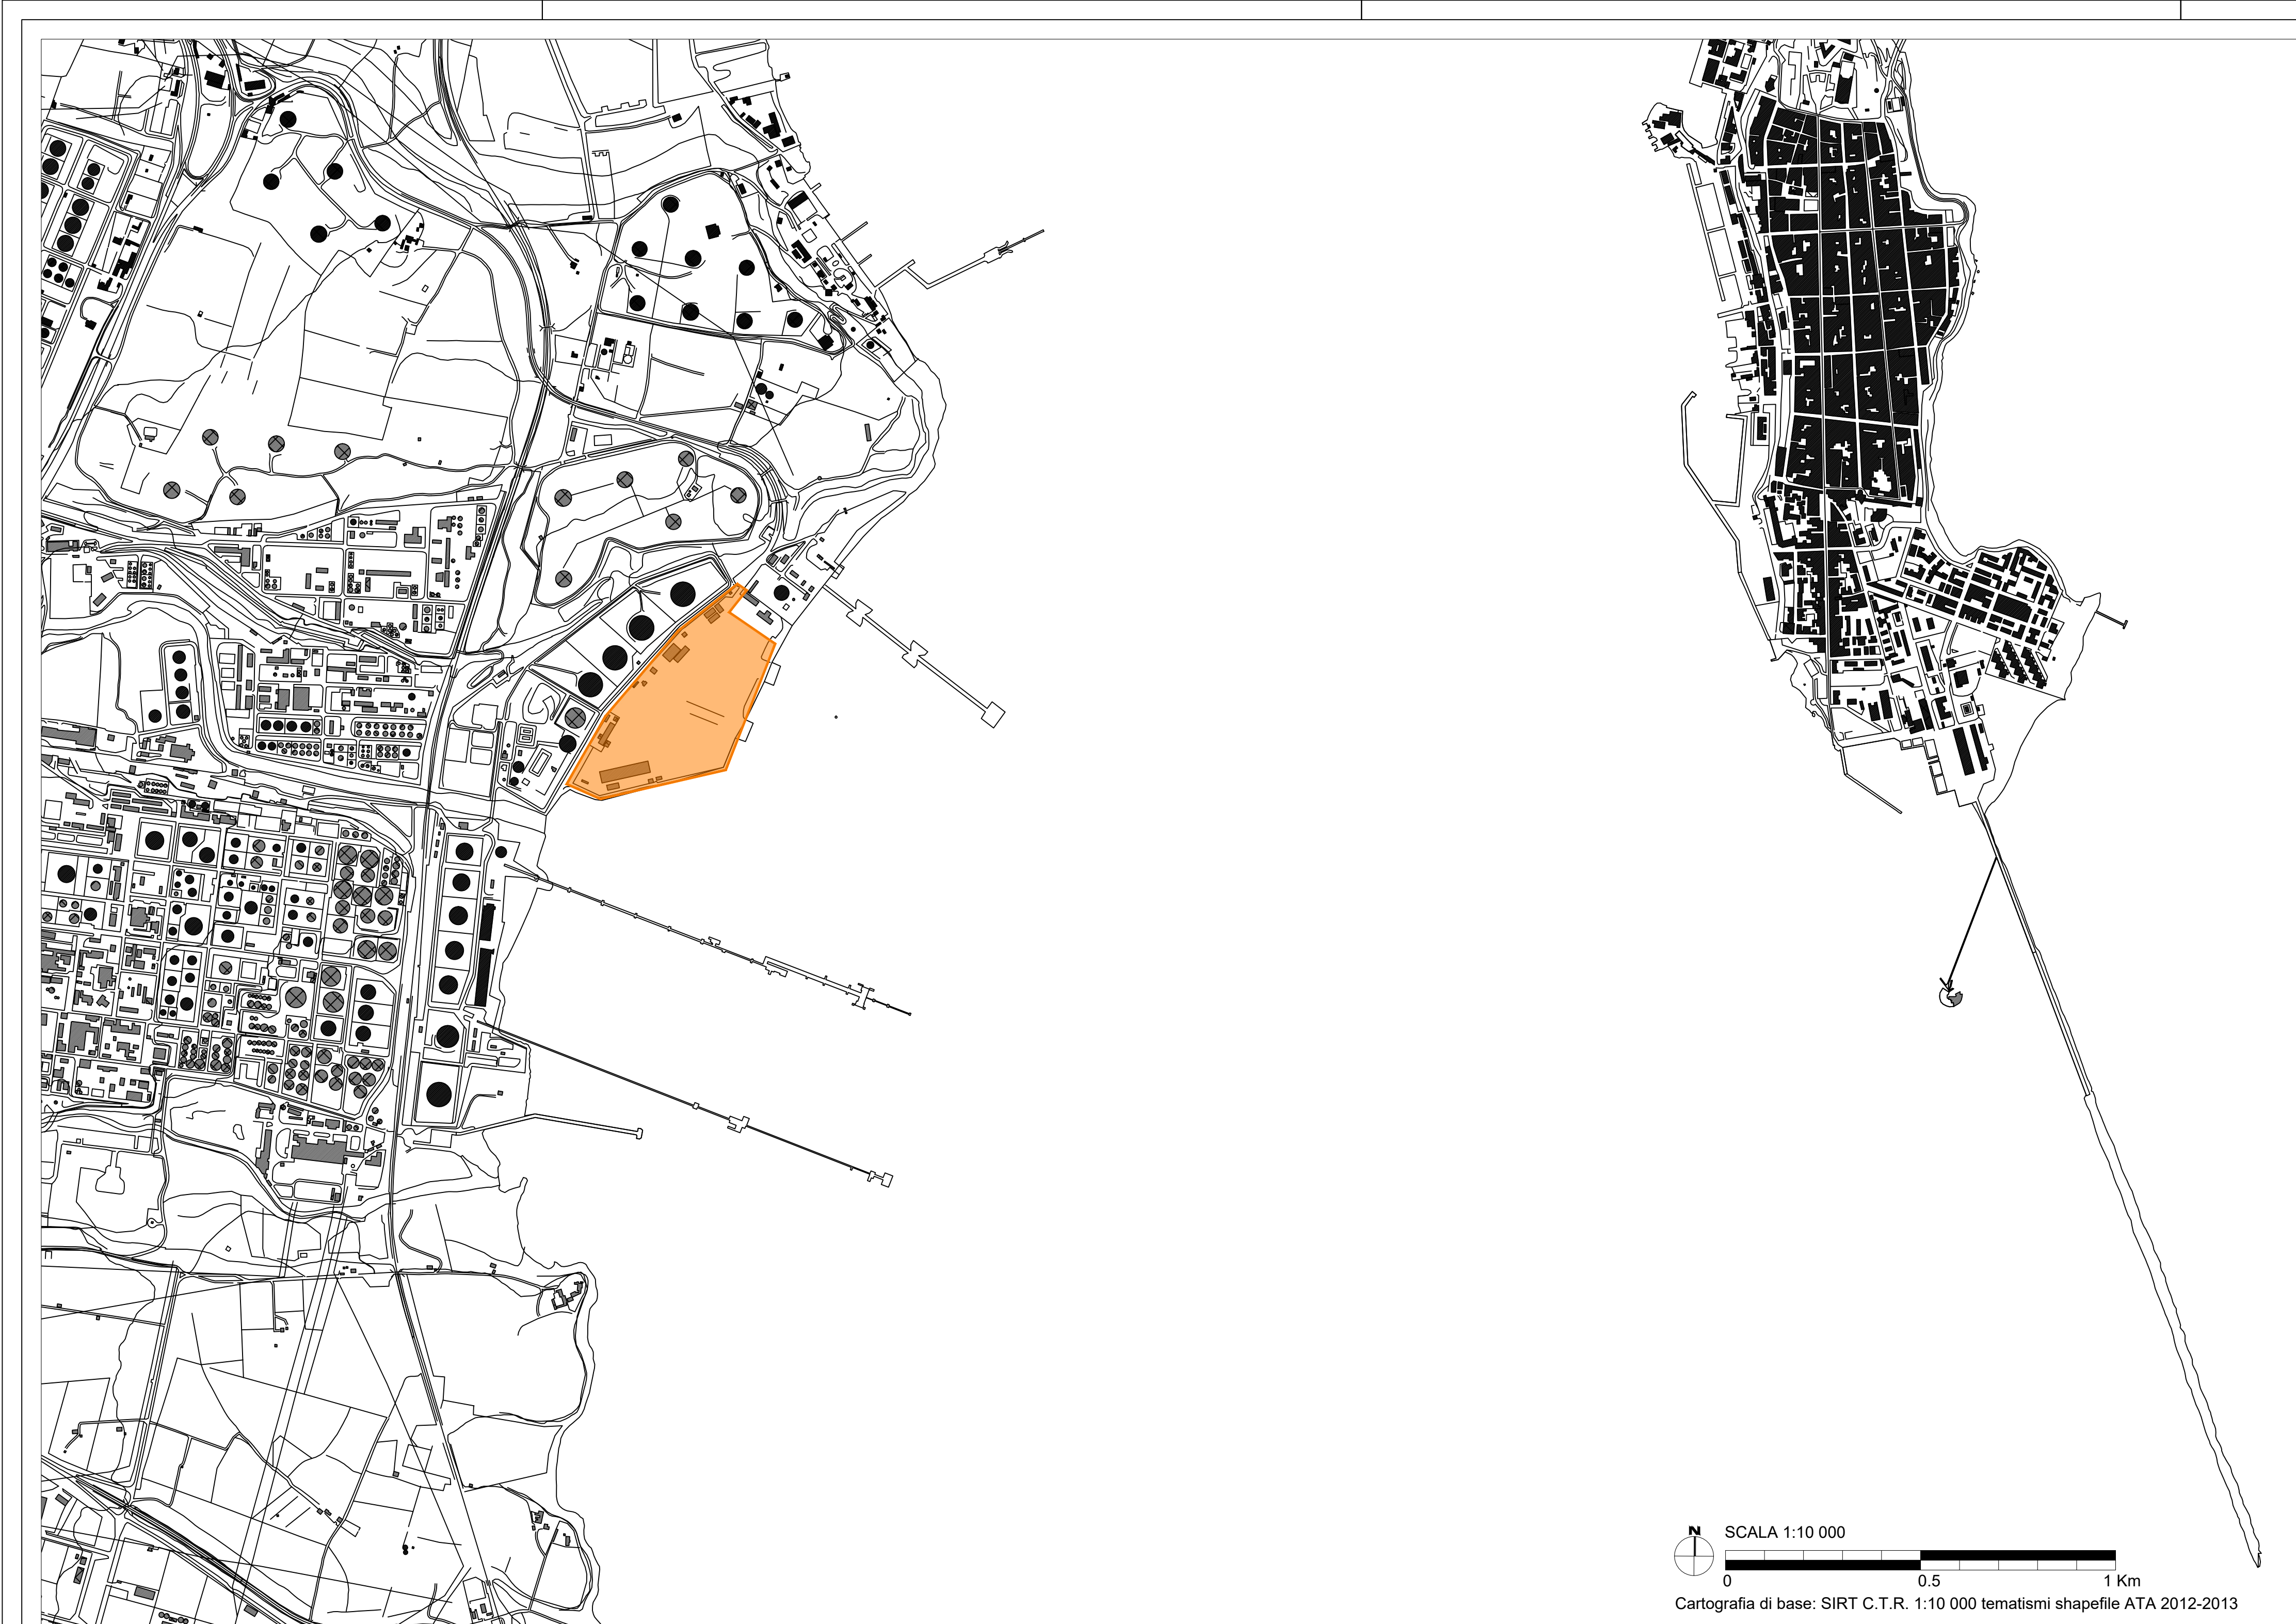 N
SCALA 1:10 000
0 0.5 1 Km
Cartografia di base: SIRT C.T.R. 1:10 000 tematismi shapefile ATA 2012-2013